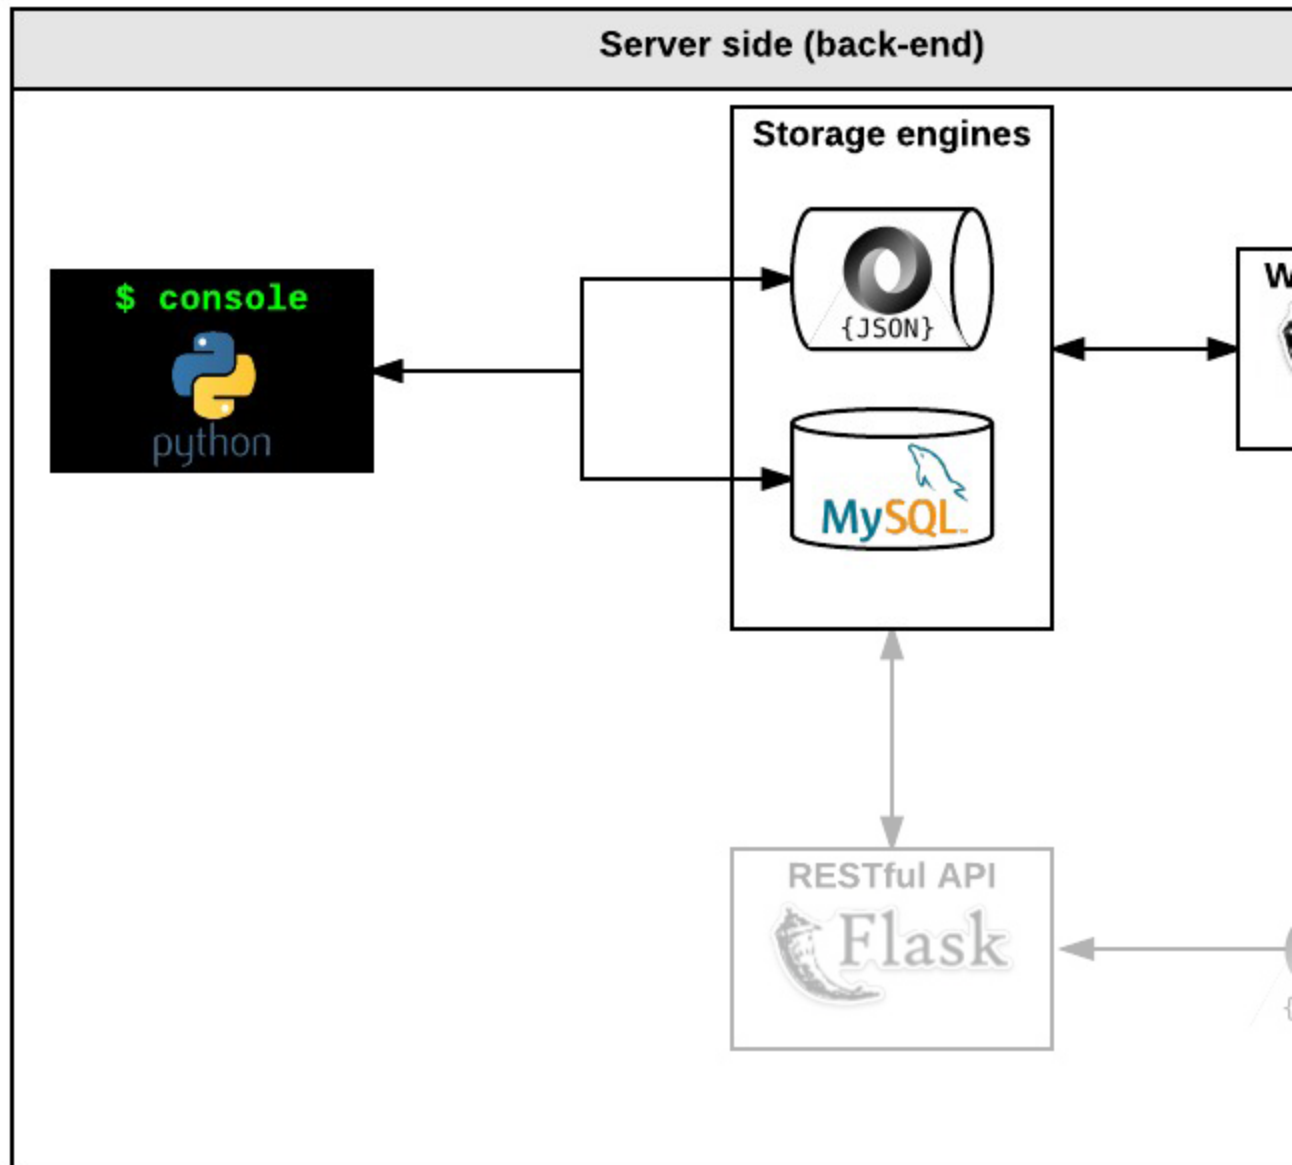 Server side (back-end)
Storage engines
$ console
python
{JSON}
MySQL
RESTful API
Flask